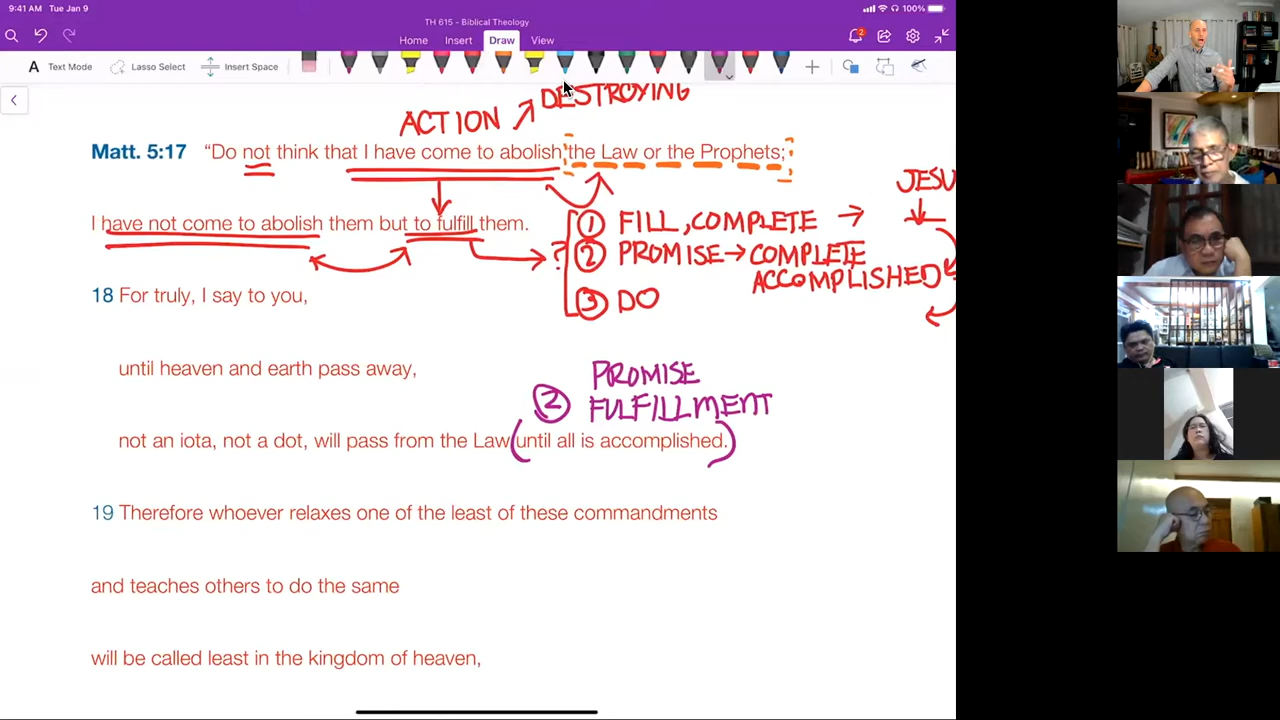 9:41 AM Tue Jan 9
100%
TH 615 - Biblical Theology
Home Insert Draw View
2
A Text Mode Lasso Select Insert Space
ACTION DESTROYING
Matt. 5:17 “Do not think that I have come to abolish the Law or the Prophets;
JESU
I have not come to abolish them but to fulfill them.
? 1 FILL, COMPLETE →
2 PROMISE → COMPLETE
ACCOMPLISHED
3 DO
18 For truly, I say to you,
until heaven and earth pass away,
2 PROMISE
FULFILLMENT
not an iota, not a dot, will pass from the Law (until all is accomplished.)
19 Therefore whoever relaxes one of the least of these commandments
and teaches others to do the same
will be called least in the kingdom of heaven,